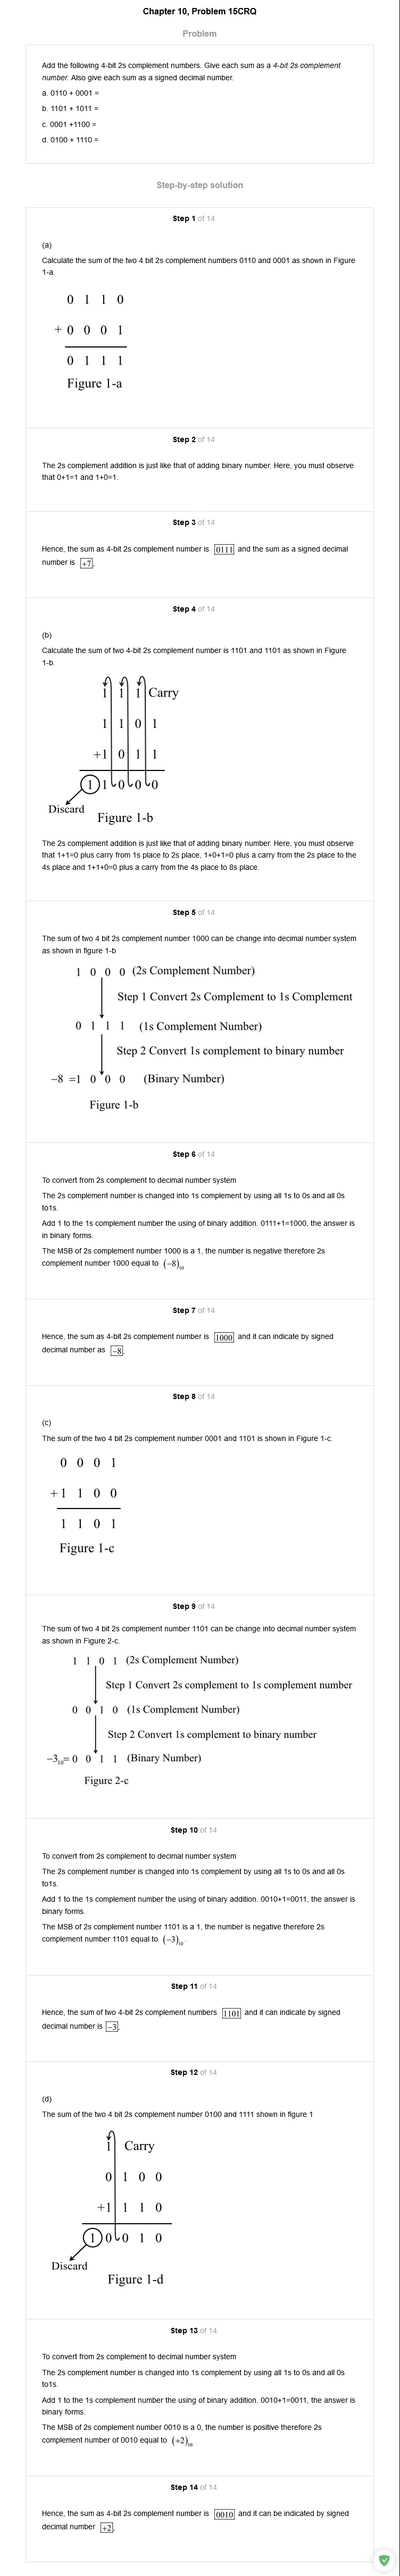 Chapter 10, Problem 15CRQ
Problem
Add the following 4-bit 2s complement numbers. Give each sum as a 4-bit 2s complement
number. Also give each sum as a signed decimal number.
a. 0110 + 0001 =
b. 1101 + 1011 =
c. 0001 +1100 =
d. 0100 + 1110 =
Step-by-step solution
Step 1 of 14
(a)
Calculate the sum of the two 4 bit 2s complement numbers 0110 and 0001 as shown in Figure
1-a.
0 1 1 0
+ 0 0 0 1
0 1 1 1
Figure 1-a
Step 2 of 14
The 2s complement addition is just like that of adding binary number. Here, you must observe
that 0+1=1 and 1+0=1.
Step 3 of 14
Hence, the sum as 4-bit 2s complement number is 0111 and the sum as a signed decimal
number is +7.
Step 4 of 14
(b)
Calculate the sum of two 4-bit 2s complement number is 1101 and 1101 as shown in Figure
1-b.
1 1 1 Carry
1 1 0 1
+1 0 1 1
1 1 0 0 0
Discard
Figure 1-b
The 2s complement addition is just like that of adding binary number. Here, you must observe
that 1+1=0 plus carry from 1s place to 2s place, 1+0+1=0 plus a carry from the 2s place to the
4s place and 1+1+0=0 plus a carry from the 4s place to 8s place.
Step 5 of 14
The sum of two 4 bit 2s complement number 1000 can be change into decimal number system
as shown in figure 1-b
1 0 0 0 (2s Complement Number)
Step 1 Convert 2s Complement to 1s Complement
0 1 1 1 (1s Complement Number)
Step 2 Convert 1s complement to binary number
−8 =1 0 0 0 (Binary Number)
Figure 1-b
Step 6 of 14
To convert from 2s complement to decimal number system
The 2s complement number is changed into 1s complement by using all 1s to 0s and all 0s
to1s.
Add 1 to the 1s complement number the using of binary addition. 0111+1=1000, the answer is
in binary forms.
The MSB of 2s complement number 1000 is a 1, the number is negative therefore 2s
complement number 1000 equal to (−8)10
Step 7 of 14
Hence, the sum as 4-bit 2s complement number is 1000 and it can indicate by signed
decimal number as −8.
Step 8 of 14
(c)
The sum of the two 4 bit 2s complement number 0001 and 1101 is shown in Figure 1-c.
0 0 0 1
+1 1 0 0
1 1 0 1
Figure 1-c
Step 9 of 14
The sum of two 4 bit 2s complement number 1101 can be change into decimal number system
as shown in Figure 2-c.
1 1 0 1 (2s Complement Number)
Step 1 Convert 2s complement to 1s complement number
0 0 1 0 (1s Complement Number)
Step 2 Convert 1s complement to binary number
−310= 0 0 1 1 (Binary Number)
Figure 2-c
Step 10 of 14
To convert from 2s complement to decimal number system
The 2s complement number is changed into 1s complement by using all 1s to 0s and all 0s
to1s.
Add 1 to the 1s complement number the using of binary addition. 0010+1=0011, the answer is
binary forms.
The MSB of 2s complement number 1101 is a 1, the number is negative therefore 2s
complement number 1101 equal to (−3)10.
Step 11 of 14
Hence, the sum of two 4-bit 2s complement numbers 1101 and it can indicate by signed
decimal number is −3.
Step 12 of 14
(d)
The sum of the two 4 bit 2s complement number 0100 and 1111 shown in figure 1
1 Carry
0 1 0 0
+1 1 1 0
1 0 0 1 0
Discard
Figure 1-d
Step 13 of 14
To convert from 2s complement to decimal number system
The 2s complement number is changed into 1s complement by using all 1s to 0s and all 0s
to1s.
Add 1 to the 1s complement number the using of binary addition. 0010+1=0011, the answer is
binary forms.
The MSB of 2s complement number 0010 is a 0, the number is positive therefore 2s
complement number of 0010 equal to (+2)10
Step 14 of 14
Hence, the sum as 4-bit 2s complement number is 0010 and it can be indicated by signed
decimal number +2.